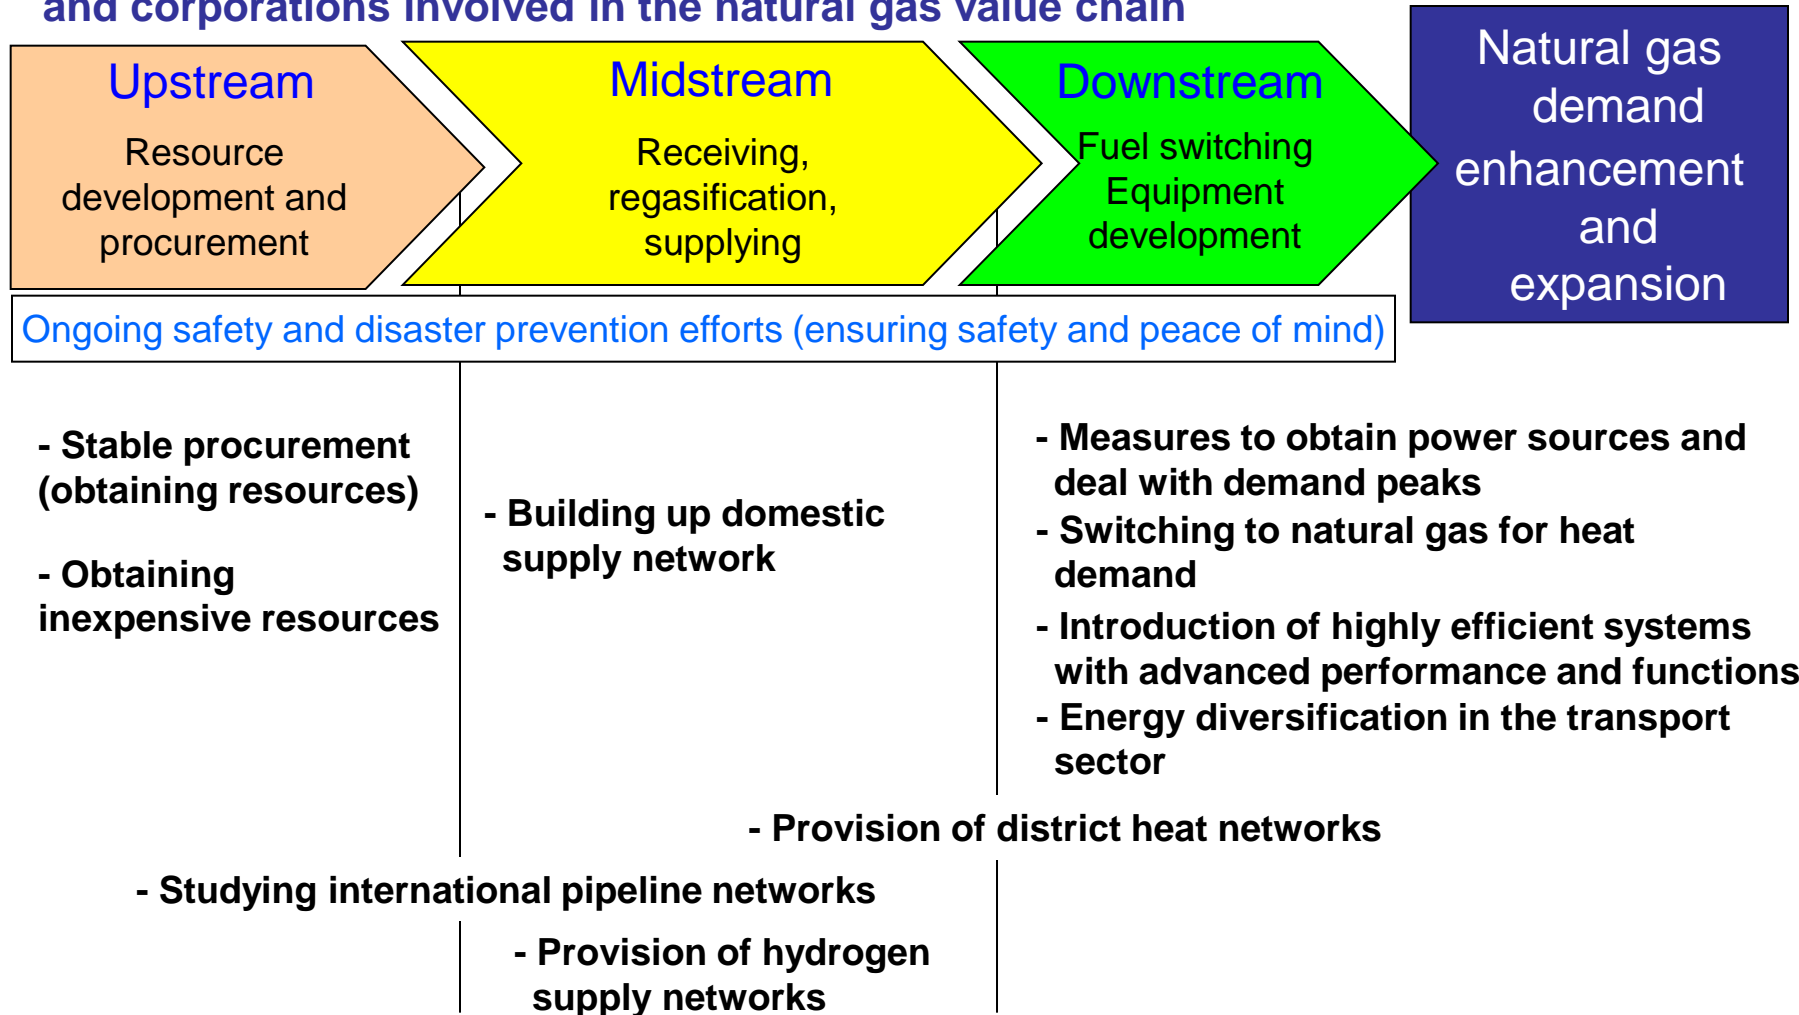 and corporations involved in the natural gas value chain
Upstream
Resource
development and
procurement
Midstream
Receiving,
regasification,
supplying
Downstream
Fuel switching
Equipment
development
Natural gas
demand
enhancement
and
expansion
Ongoing safety and disaster prevention efforts (ensuring safety and peace of mind)
- Stable procurement
(obtaining resources)
- Obtaining
inexpensive resources
- Building up domestic
supply network
- Measures to obtain power sources and
deal with demand peaks
- Switching to natural gas for heat
demand
- Introduction of highly efficient systems
with advanced performance and functions
- Energy diversification in the transport
sector
- Provision of district heat networks
- Studying international pipeline networks
- Provision of hydrogen
supply networks